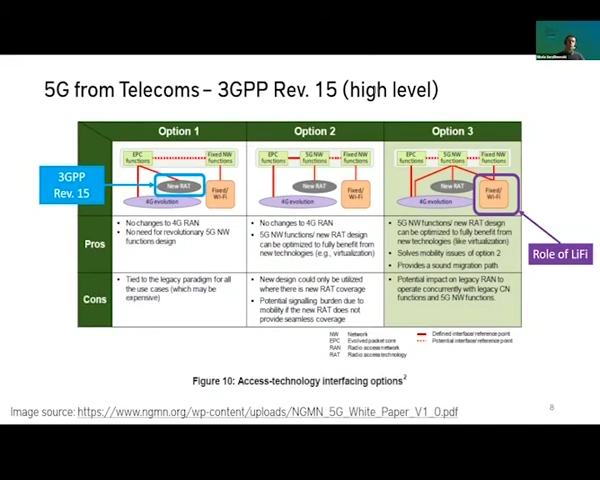 5G from Telecoms – 3GPP Rev. 15 (high level)
Option 1
Option 2
Option 3
EPC functions
Fixed NW functions
New RAT
4G evolution
Fixed/ Wi-Fi
EPC functions
5G NW functions
Fixed NW functions
New RAT
4G evolution
Fixed/ Wi-Fi
EPC functions
5G NW functions
Fixed NW functions
New RAT
4G evolution
Fixed/ Wi-Fi
3GPP
Rev. 15
Role of LiFi
Pros
• No changes to 4G RAN
• No need for revolutionary 5G NW
functions design
• No changes to 4G RAN
• 5G NW functions/ new RAT design
can be optimized to fully benefit from
new technologies (e.g., virtualization)
• 5G NW functions/ new RAT design
can be optimized to fully benefit from
new technologies (like virtualization)
• Solves mobility issues of option 2
• Provides a sound migration path
Cons
• Tied to the legacy paradigm for all
the use cases (which may be
expensive)
• New design could only be utilized
where there is new RAT coverage
• Potential signalling burden due to
mobility if the new RAT does not
provide seamless coverage
• Potential impact on legacy RAN to
operate concurrently with legacy CN
functions and 5G NW functions.
NW Network
EPC Evolved packet core
RAN Radio access network
RAT Radio access technology
Defined interface/reference point
Potential interface/reference point
Figure 10: Access-technology interfacing options2
Image source: https://www.ngmn.org/wp-content/uploads/NGMN_5G_White_Paper_V1_0.pdf
8